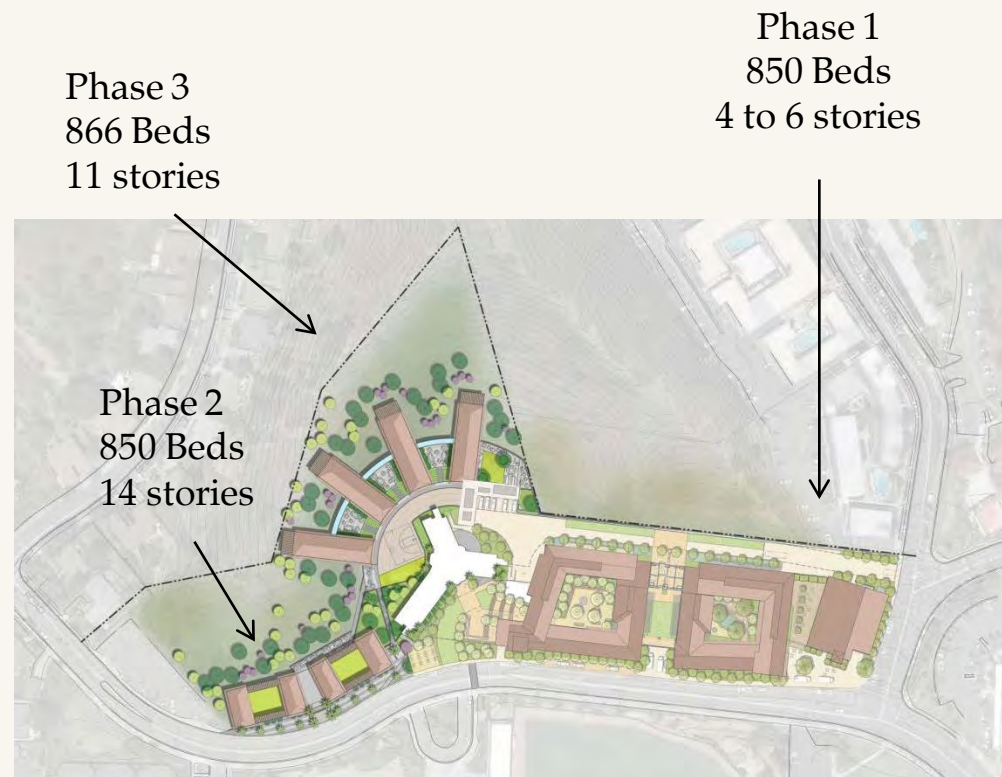 Phase 1
850 Beds
4 to 6 stories
Phase 3
866 Beds
11 stories
Phase 2
850 Beds
14 stories